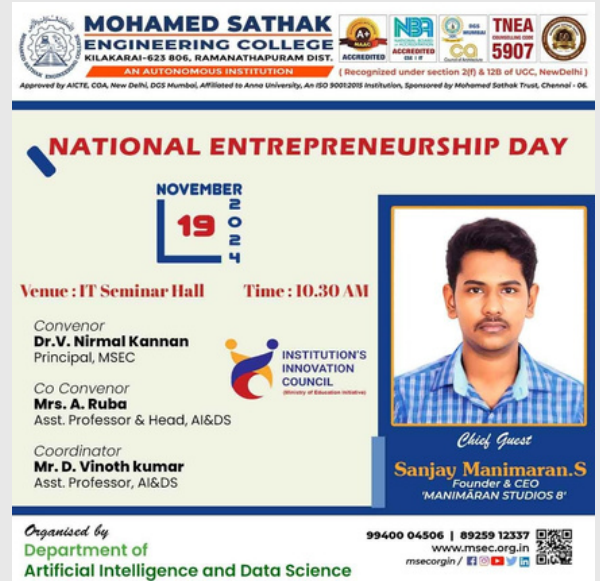 MOHAMED SATHAK
ENGINEERING COLLEGE
KILAKARAI-623 806, RAMANATHAPURAM DIST.
AN AUTONOMOUS INSTITUTION
A+
NAAC
ACCREDITED
NBA
ACCREDITED
DGS
MUMBAI
ca
TNEA
COUNSELLING CODE
5907
( Recognized under section 2(f) & 12B of UGC, NewDelhi )
Approved by AICTE, COA, New Delhi, DGS Mumbai, Affiliated to Anna University, An ISO 9001:2015 Institution, Sponsored by Mohamed Sathak Trust, Chennai - 06.
NATIONAL ENTREPRENEURSHIP DAY
NOVEMBER
19
2024
Venue : IT Seminar Hall
Time : 10.30 AM
Convenor
Dr.V. Nirmal Kannan
Principal, MSEC
Co Convenor
Mrs. A. Ruba
Asst. Professor & Head, AI&DS
Coordinator
Mr. D. Vinoth kumar
Asst. Professor, AI&DS
INSTITUTION'S
INNOVATION
COUNCIL
(Ministry of Education Initiative)
Chief Guest
Sanjay Manimaran.S
Founder & CEO
'MANIMARAN STUDIOS 8'
Organised by
Department of
Artificial Intelligence and Data Science
99400 04506 | 89259 12337
www.msec.org.in
msecorgin /